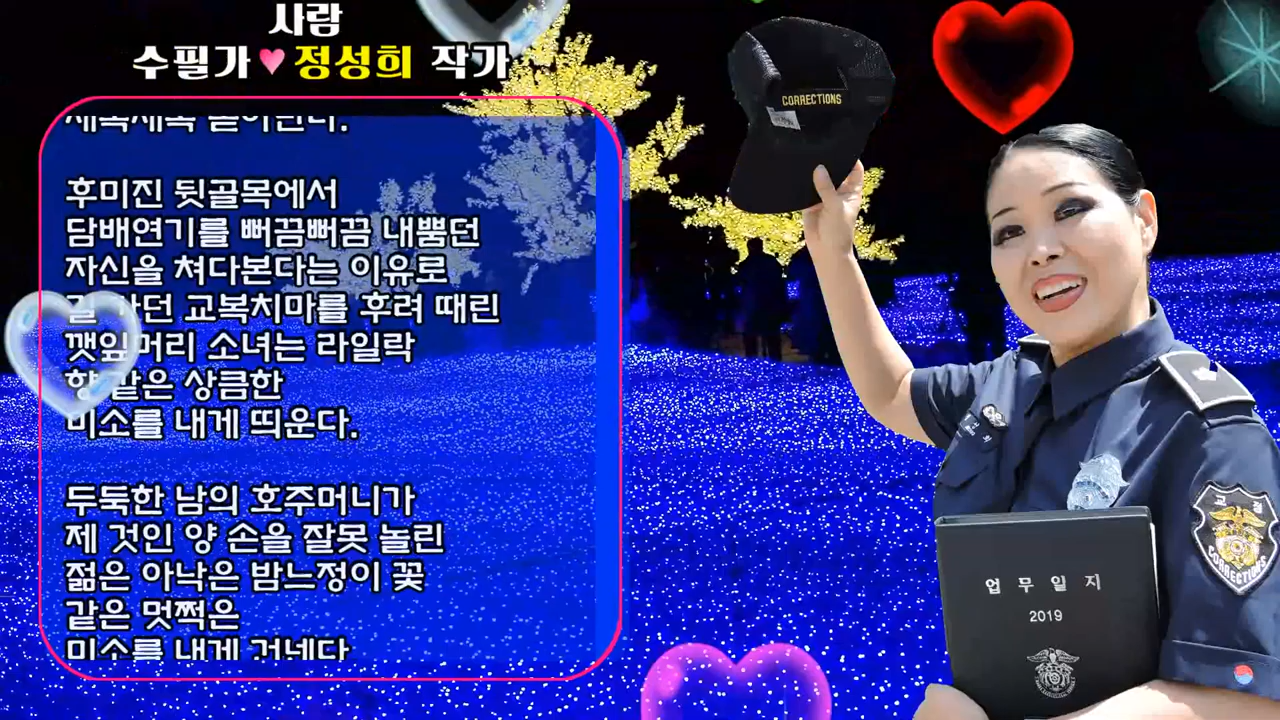 사랑
수필가♥정성희 작가
후미진 뒷골목에서
담배연기를 뻐끔뻐끔 내뿜던
자신을 쳐다본다는 이유로
길 가던 교복치마를 후려 때린
깻잎머리 소녀는 라일락
향 같은 상큼한
미소를 내게 띄운다.
두둑한 남의 호주머니가
제 것인 양 손을 잘못 놀린
젊은 아낙은 밤느정이 꽃
같은 멋쩍은
미소를 내게 건네다
CORRECTIONS
교정
CORRECTIONS
업무일지
2019